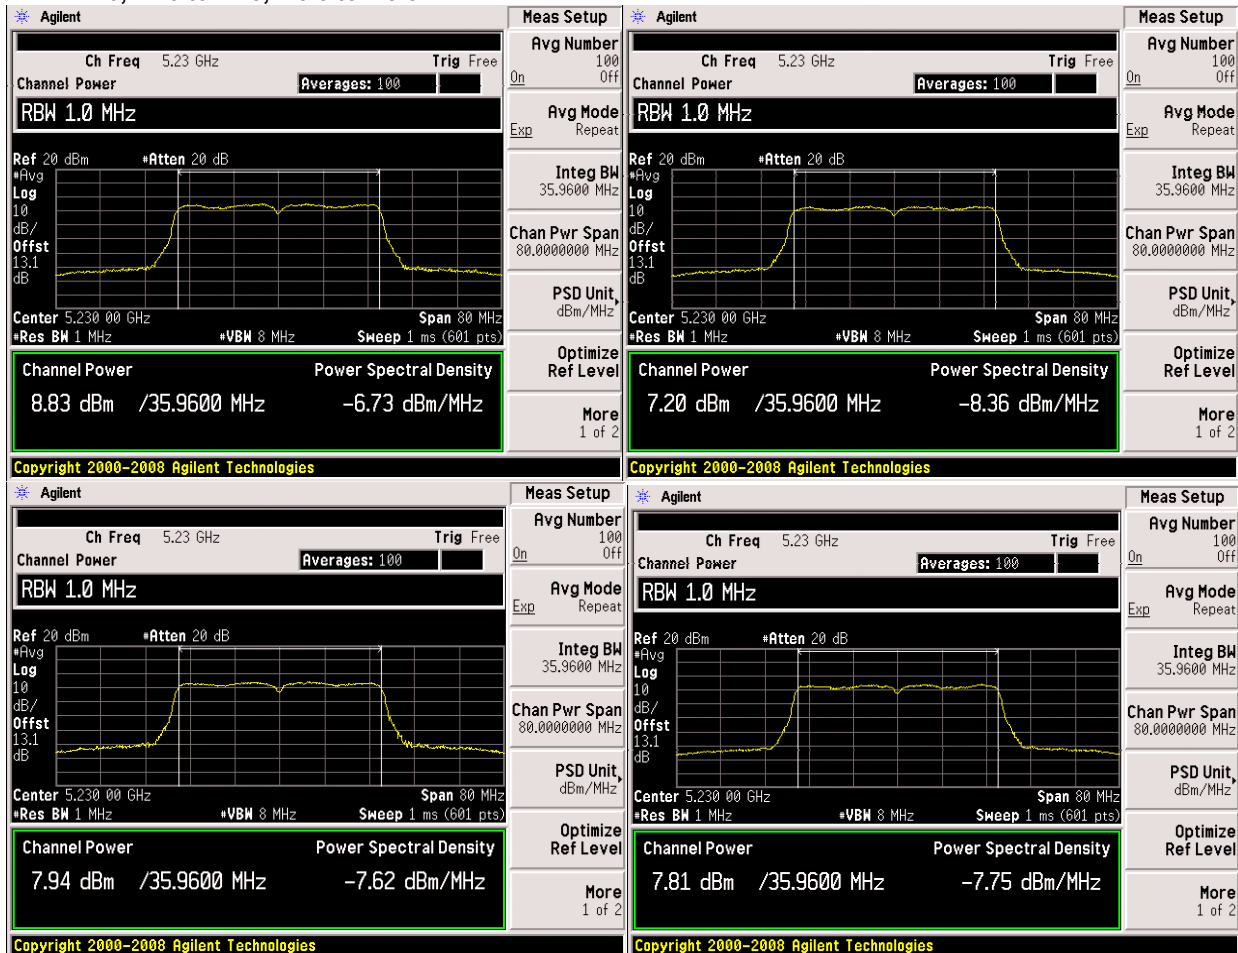 Agilent
Meas Setup
Ch Freq 5.23 GHz Trig Free
Channel Power Averages: 100
RBW 1.0 MHz
Ref 20 dBm #Atten 20 dB
#Avg
Log
10
dB/
Offst
13.1
dB
Center 5.230 00 GHz Span 80 MHz
#Res BW 1 MHz #VBW 8 MHz Sweep 1 ms (601 pts)
Channel Power Power Spectral Density
8.83 dBm /35.9600 MHz -6.73 dBm/MHz
Copyright 2000-2008 Agilent Technologies
Avg Number
100
On Off
Avg Mode
Exp Repeat
Integ BW
35.9600 MHz
Chan Pwr Span
80.0000000 MHz
PSD Unit
dBm/MHz
Optimize
Ref Level
More
1 of 2
Agilent
Meas Setup
Ch Freq 5.23 GHz Trig Free
Channel Power Averages: 100
RBW 1.0 MHz
Ref 20 dBm #Atten 20 dB
#Avg
Log
10
dB/
Offst
13.1
dB
Center 5.230 00 GHz Span 80 MHz
#Res BW 1 MHz #VBW 8 MHz Sweep 1 ms (601 pts)
Channel Power Power Spectral Density
7.20 dBm /35.9600 MHz -8.36 dBm/MHz
Copyright 2000-2008 Agilent Technologies
Avg Number
100
On Off
Avg Mode
Exp Repeat
Integ BW
35.9600 MHz
Chan Pwr Span
80.0000000 MHz
PSD Unit
dBm/MHz
Optimize
Ref Level
More
1 of 2
Agilent
Meas Setup
Ch Freq 5.23 GHz Trig Free
Channel Power Averages: 100
RBW 1.0 MHz
Ref 20 dBm #Atten 20 dB
#Avg
Log
10
dB/
Offst
13.1
dB
Center 5.230 00 GHz Span 80 MHz
#Res BW 1 MHz #VBW 8 MHz Sweep 1 ms (601 pts)
Channel Power Power Spectral Density
7.94 dBm /35.9600 MHz -7.62 dBm/MHz
Copyright 2000-2008 Agilent Technologies
Avg Number
100
On Off
Avg Mode
Exp Repeat
Integ BW
35.9600 MHz
Chan Pwr Span
80.0000000 MHz
PSD Unit
dBm/MHz
Optimize
Ref Level
More
1 of 2
Agilent
Meas Setup
Ch Freq 5.23 GHz Trig Free
Channel Power Averages: 100
RBW 1.0 MHz
Ref 20 dBm #Atten 20 dB
#Avg
Log
10
dB/
Offst
13.1
dB
Center 5.230 00 GHz Span 80 MHz
#Res BW 1 MHz #VBW 8 MHz Sweep 1 ms (601 pts)
Channel Power Power Spectral Density
7.81 dBm /35.9600 MHz -7.75 dBm/MHz
Copyright 2000-2008 Agilent Technologies
Avg Number
100
On Off
Avg Mode
Exp Repeat
Integ BW
35.9600 MHz
Chan Pwr Span
80.0000000 MHz
PSD Unit
dBm/MHz
Optimize
Ref Level
More
1 of 2